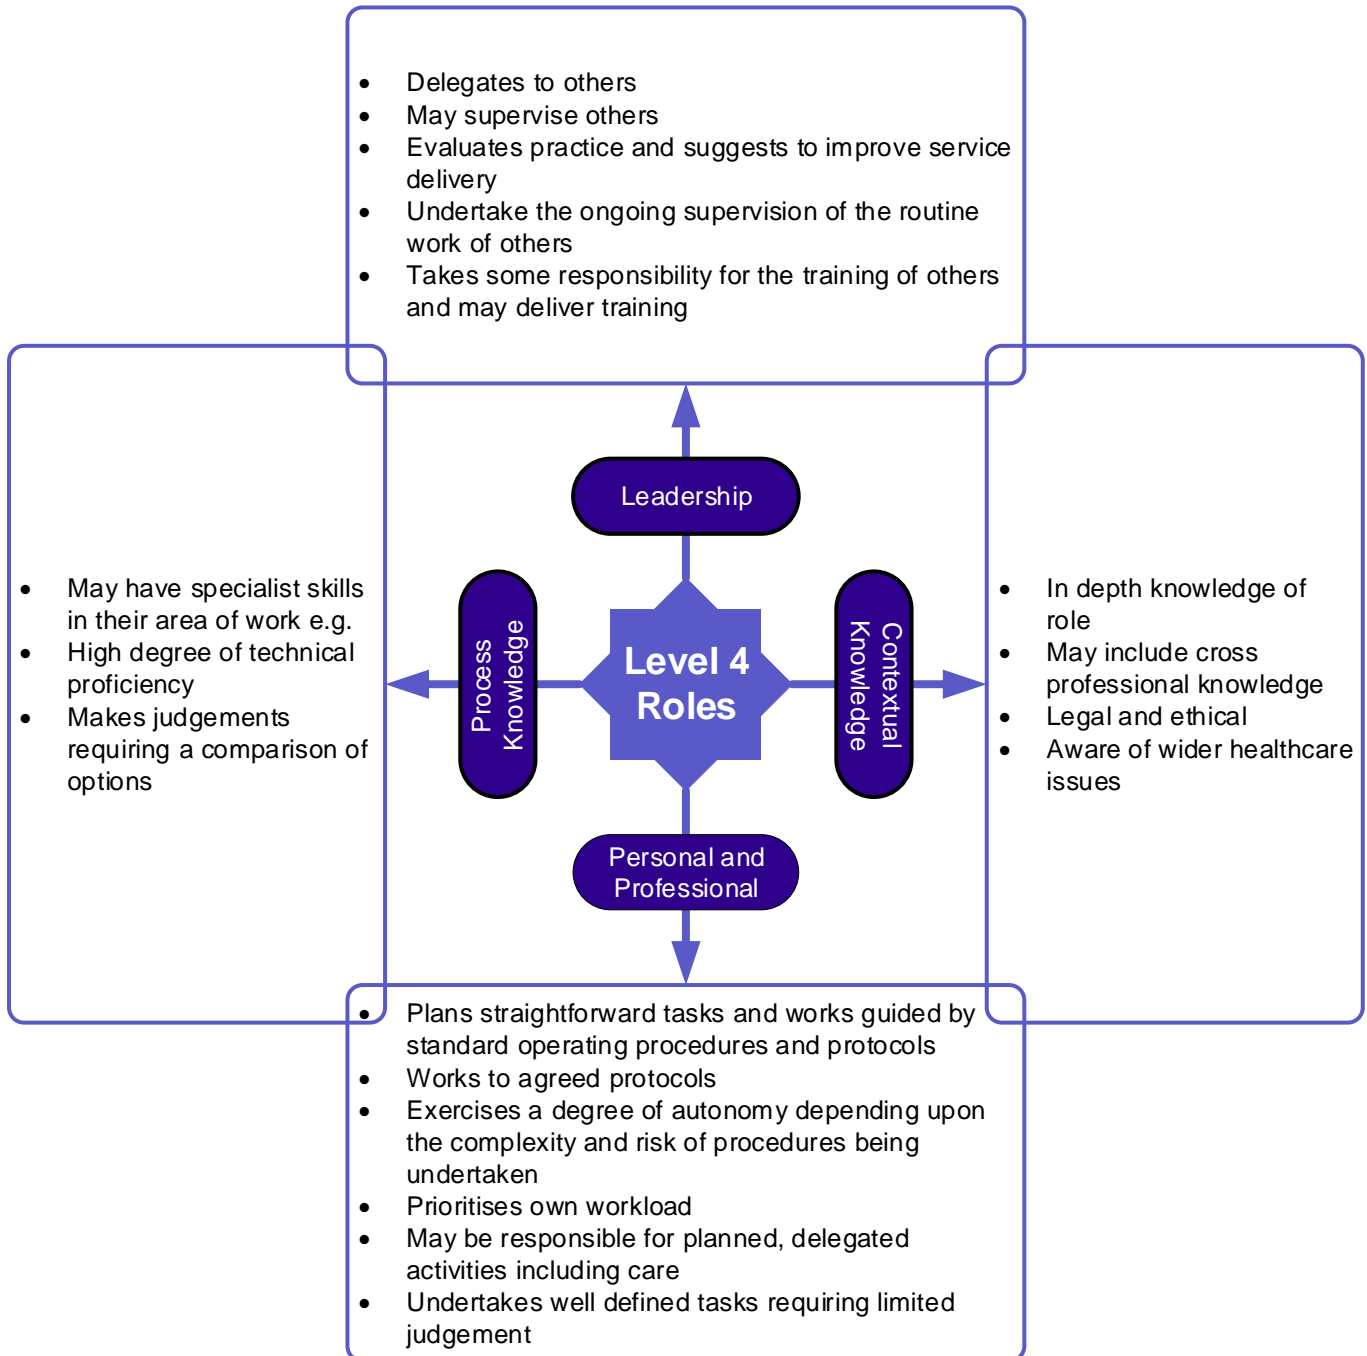 • Delegates to others
• May supervise others
• Evaluates practice and suggests to improve service
delivery
• Undertake the ongoing supervision of the routine
work of others
• Takes some responsibility for the training of others
and may deliver training
Leadership
• May have specialist skills
in their area of work e.g.
• High degree of technical
proficiency
• Makes judgements
requiring a comparison of
options
Process
Knowledge
Level 4
Roles
Contextual
Knowledge
• In depth knowledge of
role
• May include cross
professional knowledge
• Legal and ethical
• Aware of wider healthcare
issues
Personal and
Professional
• Plans straightforward tasks and works guided by
standard operating procedures and protocols
• Works to agreed protocols
• Exercises a degree of autonomy depending upon
the complexity and risk of procedures being
undertaken
• Prioritises own workload
• May be responsible for planned, delegated
activities including care
• Undertakes well defined tasks requiring limited
judgement